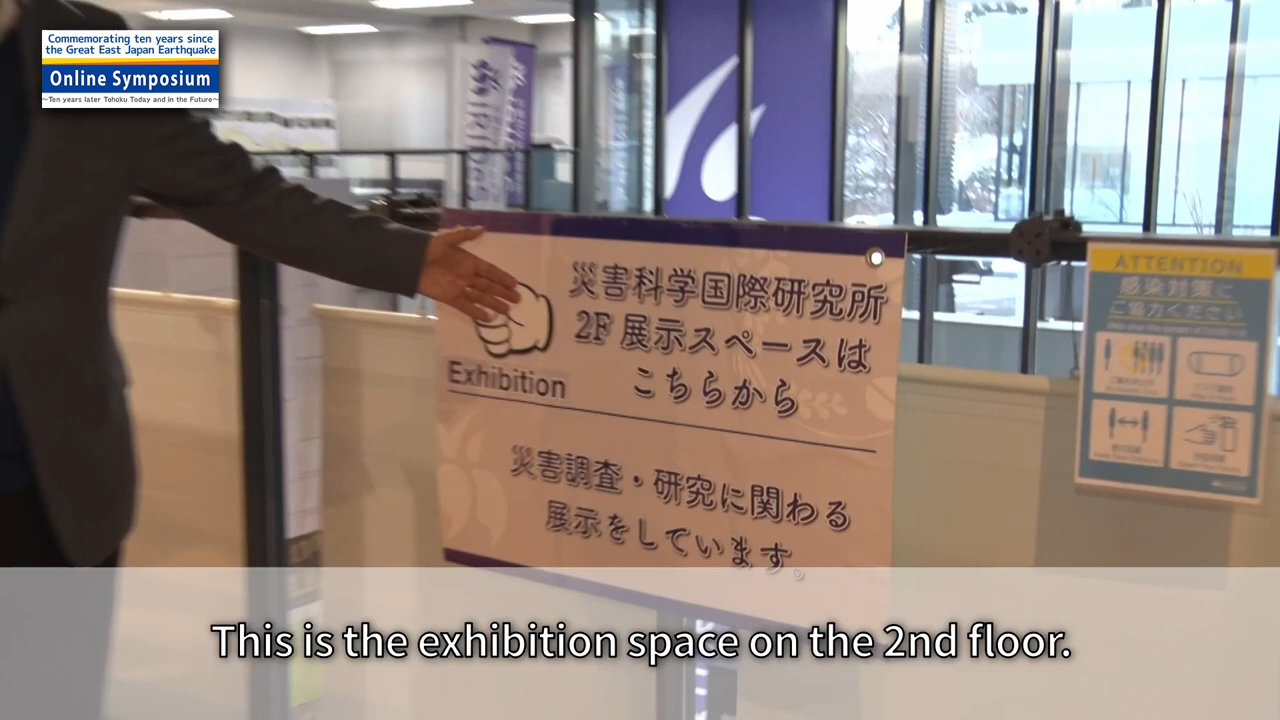 Commemorating ten years since
the Great East Japan Earthquake
Online Symposium
~Ten years later Tohoku Today and in the Future~
災害科学国際研究所
2F 展示スペースは
こちらから
Exhibition
災害調査・研究に関わる
展示をしています。
ATTENTION
感染対策に
ご協力ください
This is the exhibition space on the 2nd floor.